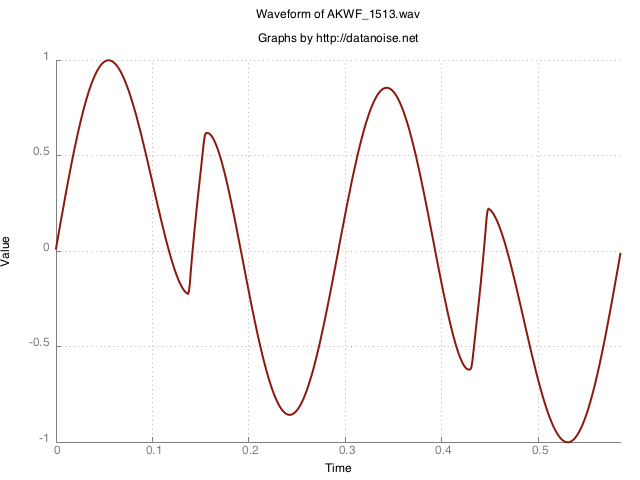 Waveform of AKWF_1513.wav
Graphs by http://datanoise.net
1
0.5
0
-0.5
-1
Value
0 0.1 0.2 0.3 0.4 0.5
Time